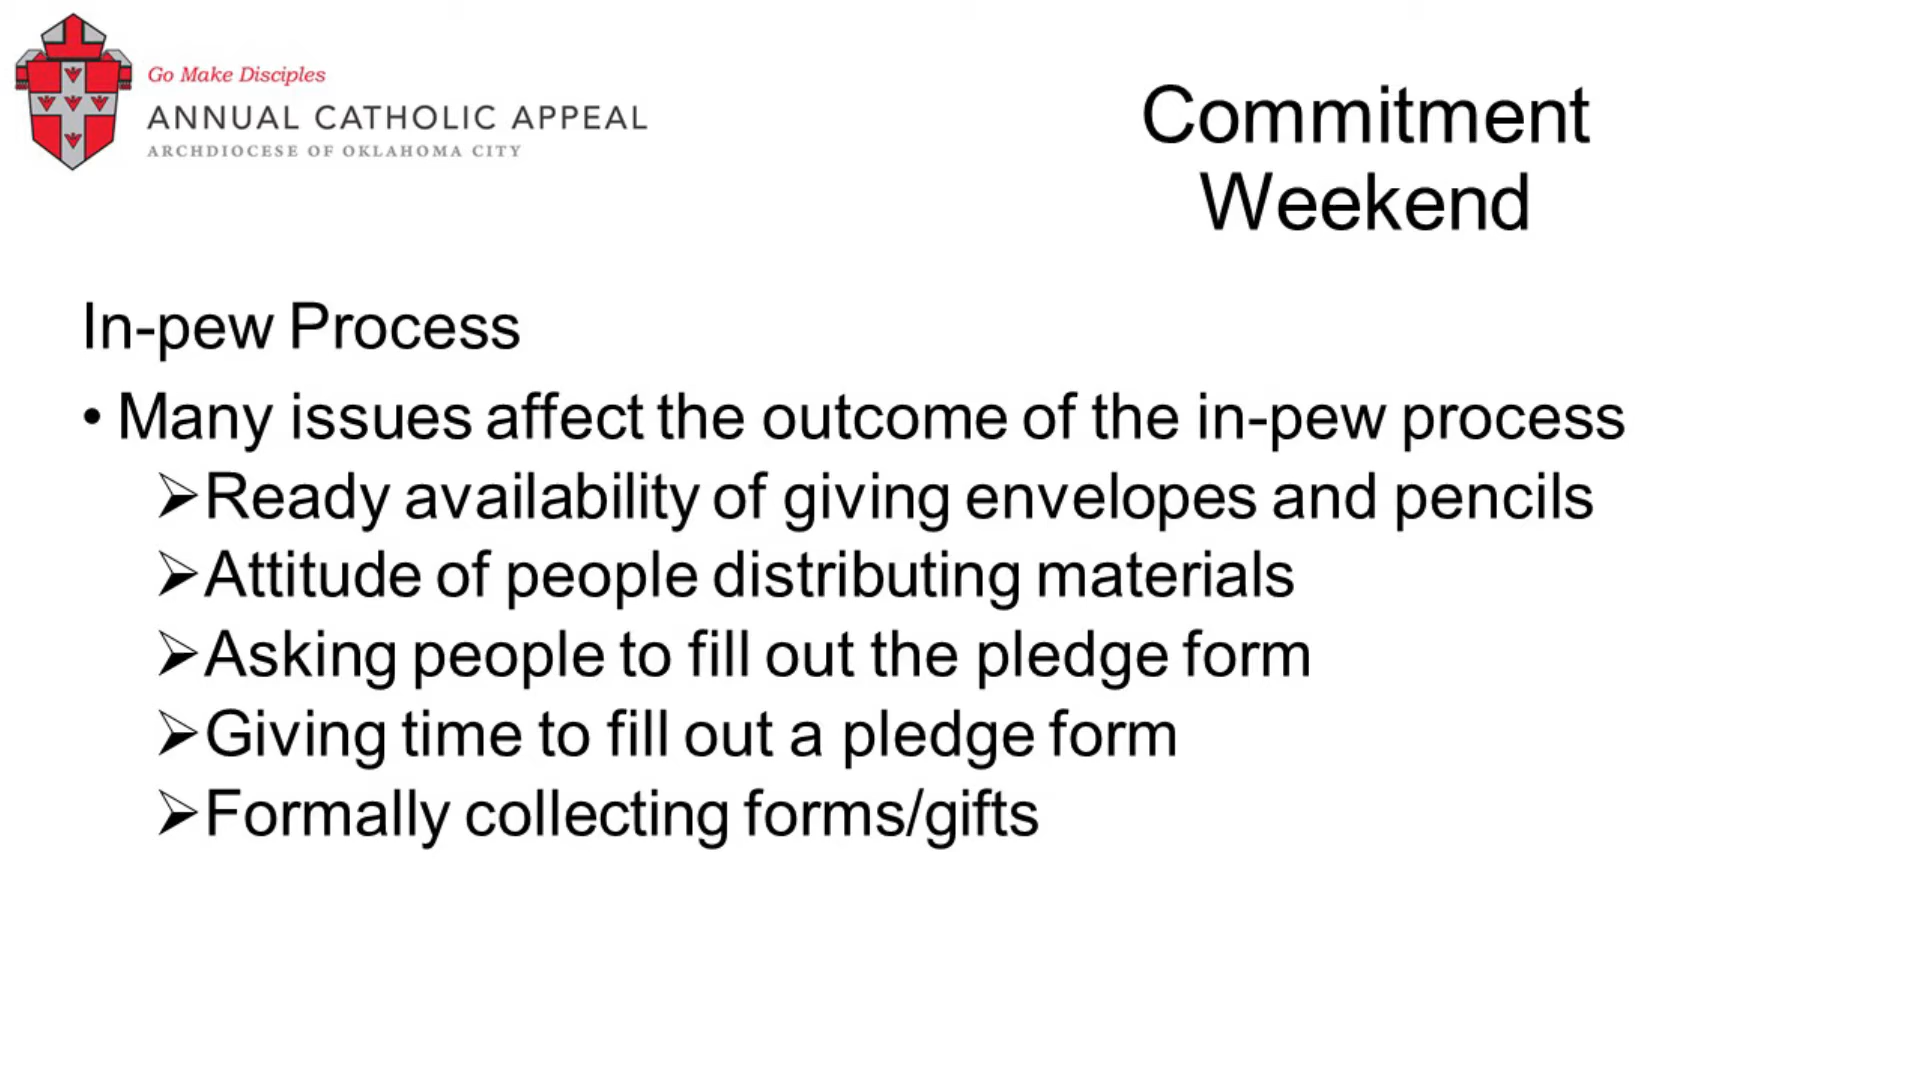 Go Make Disciples
ANNUAL CATHOLIC APPEAL
ARCHDIOCESE OF OKLAHOMA CITY
Commitment
Weekend
In-pew Process
• Many issues affect the outcome of the in-pew process
➢Ready availability of giving envelopes and pencils
➢Attitude of people distributing materials
➢Asking people to fill out the pledge form
➢Giving time to fill out a pledge form
➢Formally collecting forms/gifts